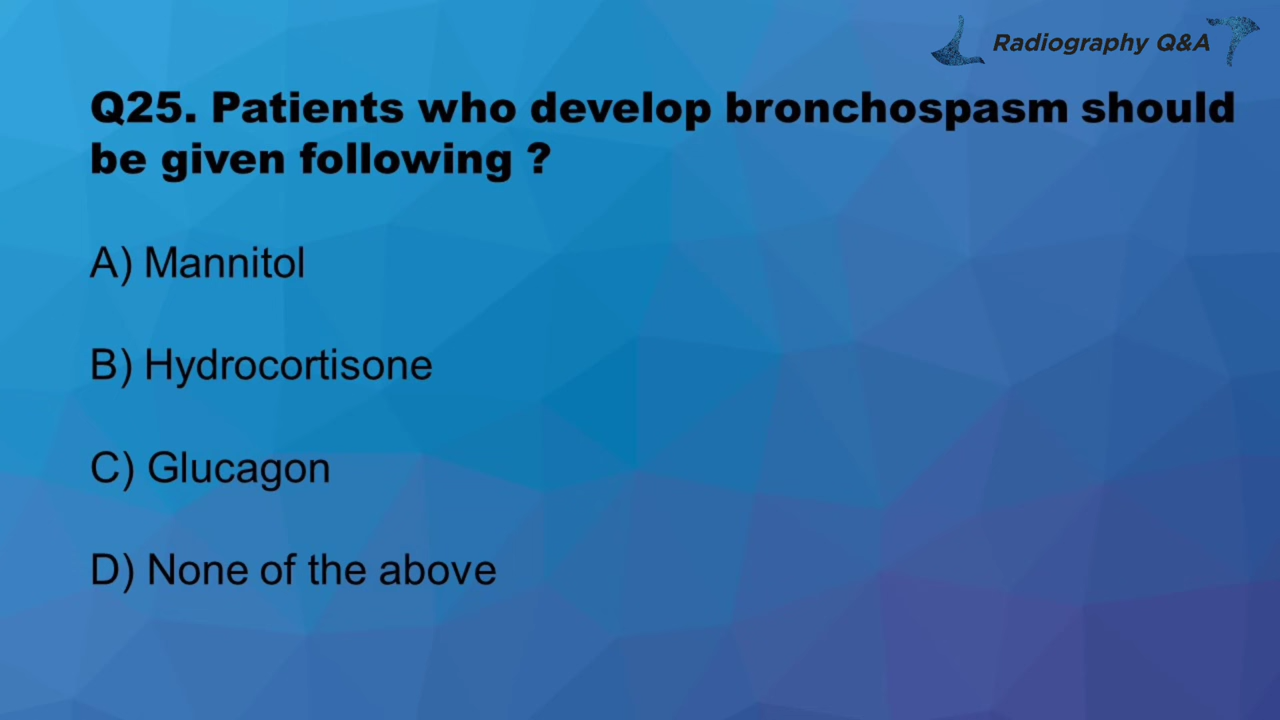 Radiography Q&A
Q25. Patients who develop bronchospasm should
be given following ?
A) Mannitol
B) Hydrocortisone
C) Glucagon
D) None of the above